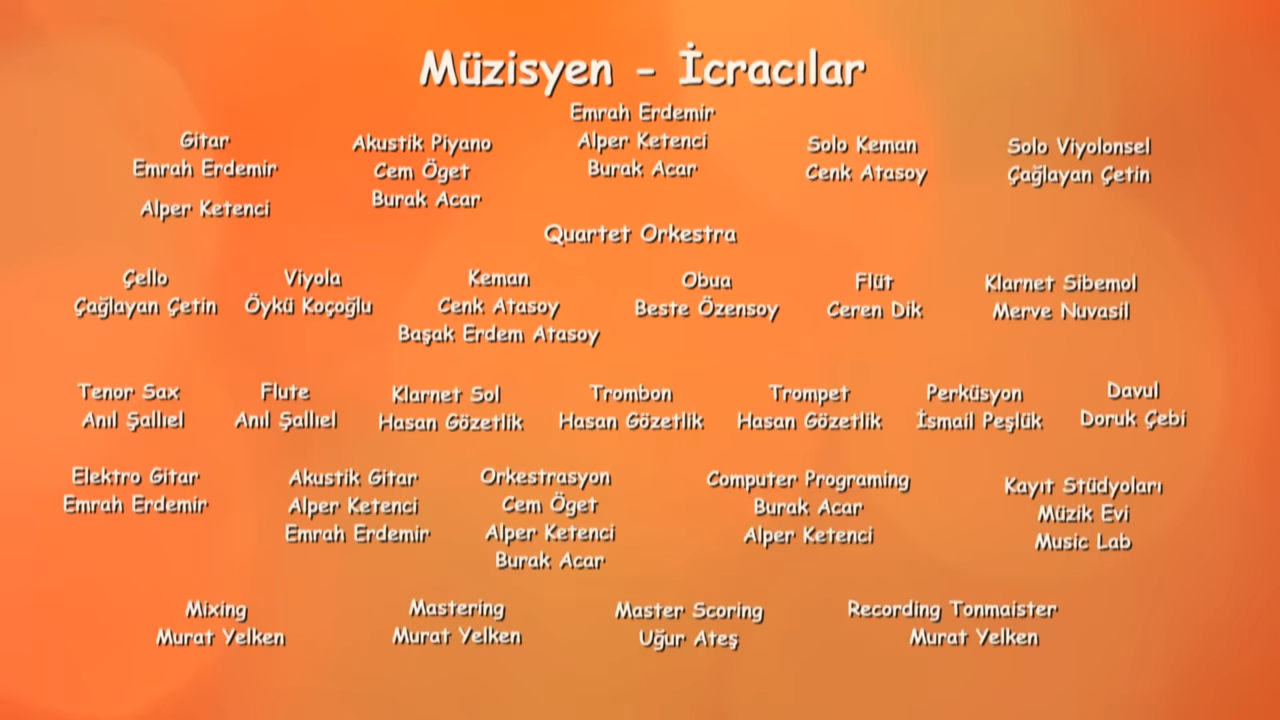 Müzisyen - İcracılar
Emrah Erdemir
Alper Ketenci
Burak Acar
Gitar
Emrah Erdemir
Alper Ketenci
Akustik Piyano
Cem Öget
Burak Acar
Solo Keman
Cenk Atasoy
Solo Viyolonsel
Çağlayan Çetin
Quartet Orkestra
Çello
Çağlayan Çetin
Viyola
Öykü Koçoğlu
Keman
Cenk Atasoy
Başak Erdem Atasoy
Obua
Beste Özensoy
Flüt
Ceren Dik
Klarnet Sibemol
Merve Nuvasil
Tenor Sax
Anıl Şallıel
Flute
Anıl Şallıel
Klarnet Sol
Hasan Gözetlik
Trombon
Hasan Gözetlik
Trompet
Hasan Gözetlik
Perküsyon
İsmail Peşlük
Davul
Doruk Çebi
Elektro Gitar
Emrah Erdemir
Akustik Gitar
Alper Ketenci
Emrah Erdemir
Orkestrasyon
Cem Öget
Alper Ketenci
Burak Acar
Computer Programing
Burak Acar
Alper Ketenci
Kayıt Stüdyoları
Müzik Evi
Music Lab
Mixing
Murat Yelken
Mastering
Murat Yelken
Master Scoring
Uğur Ateş
Recording Tonmaister
Murat Yelken